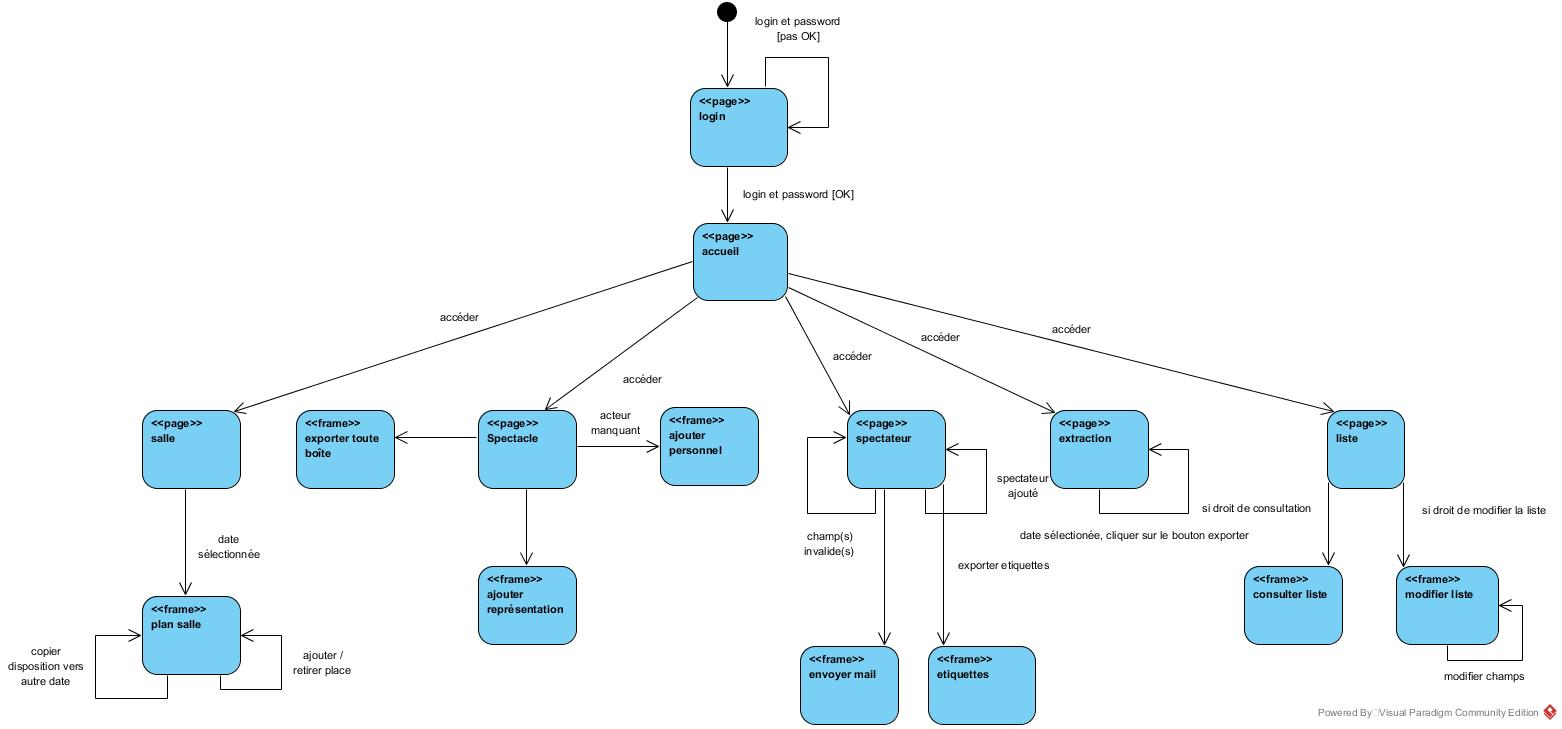 login et password
[pas OK]
<<page>>
login
login et password [OK]
<<page>>
accueil
accéder
accéder
accéder
accéder
accéder
<<page>>
salle
<<frame>>
exporter toute
boîte
<<page>>
Spectacle
acteur
manquant
<<frame>>
ajouter
personnel
<<page>>
spectateur
<<page>>
extraction
<<page>>
liste
spectateur
ajouté
si droit de consultation
si droit de modifier la liste
date
sélectionnée
champ(s)
invalide(s)
date sélectionée, cliquer sur le bouton exporter
exporter etiquettes
<<frame>>
ajouter
représentation
<<frame>>
consulter liste
<<frame>>
modifier liste
<<frame>>
plan salle
copier
disposition vers
autre date
ajouter /
retirer place
<<frame>>
envoyer mail
<<frame>>
etiquettes
modifier champs
Powered By Visual Paradigm Community Edition